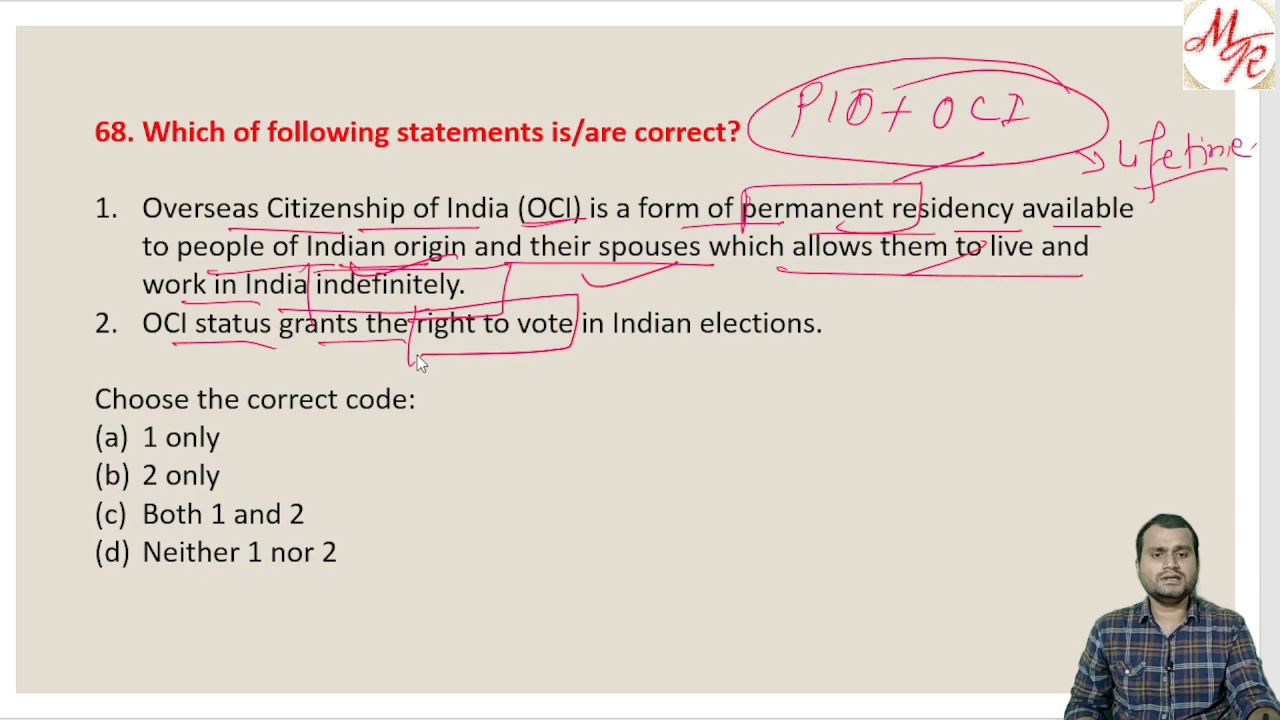 MR
PIO + OCI
68. Which of following statements is/are correct?
→ Lifetime
1. Overseas Citizenship of India (OCI) is a form of permanent residency available
to people of Indian origin and their spouses which allows them to live and
work in India indefinitely.
2. OCI status grants the right to vote in Indian elections.
Choose the correct code:
(a) 1 only
(b) 2 only
(c) Both 1 and 2
(d) Neither 1 nor 2